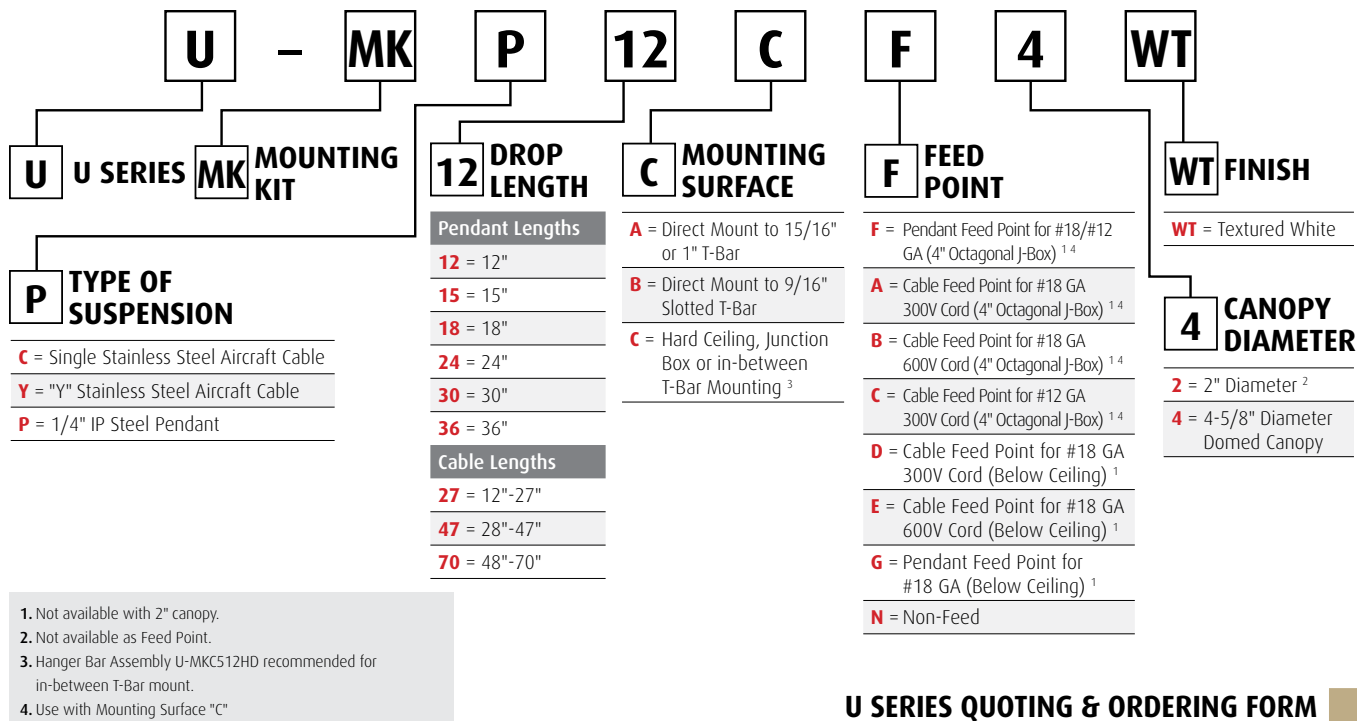 U – MK P 12 C F 4 WT
U U SERIES
MK MOUNTING
KIT
P TYPE OF
SUSPENSION
C = Single Stainless Steel Aircraft Cable
Y = "Y" Stainless Steel Aircraft Cable
P = 1/4" IP Steel Pendant
12 DROP
LENGTH
Pendant Lengths
12 = 12"
15 = 15"
18 = 18"
24 = 24"
30 = 30"
36 = 36"
Cable Lengths
27 = 12"-27"
47 = 28"-47"
70 = 48"-70"
C MOUNTING
SURFACE
A = Direct Mount to 15/16"
or 1" T-Bar
B = Direct Mount to 9/16"
Slotted T-Bar
C = Hard Ceiling, Junction
Box or in-between
T-Bar Mounting 3
F FEED
POINT
F = Pendant Feed Point for #18/#12
GA (4" Octagonal J-Box) 1 4
A = Cable Feed Point for #18 GA
300V Cord (4" Octagonal J-Box) 1 4
B = Cable Feed Point for #18 GA
600V Cord (4" Octagonal J-Box) 1 4
C = Cable Feed Point for #12 GA
300V Cord (4" Octagonal J-Box) 1 4
D = Cable Feed Point for #18 GA
300V Cord (Below Ceiling) 1
E = Cable Feed Point for #18 GA
600V Cord (Below Ceiling) 1
G = Pendant Feed Point for
#18 GA (Below Ceiling) 1
N = Non-Feed
WT FINISH
WT = Textured White
4 CANOPY
DIAMETER
2 = 2" Diameter 2
4 = 4-5/8" Diameter
Domed Canopy
1. Not available with 2" canopy.
2. Not available as Feed Point.
3. Hanger Bar Assembly U-MKC512HD recommended for
in-between T-Bar mount.
4. Use with Mounting Surface "C"
U SERIES QUOTING & ORDERING FORM